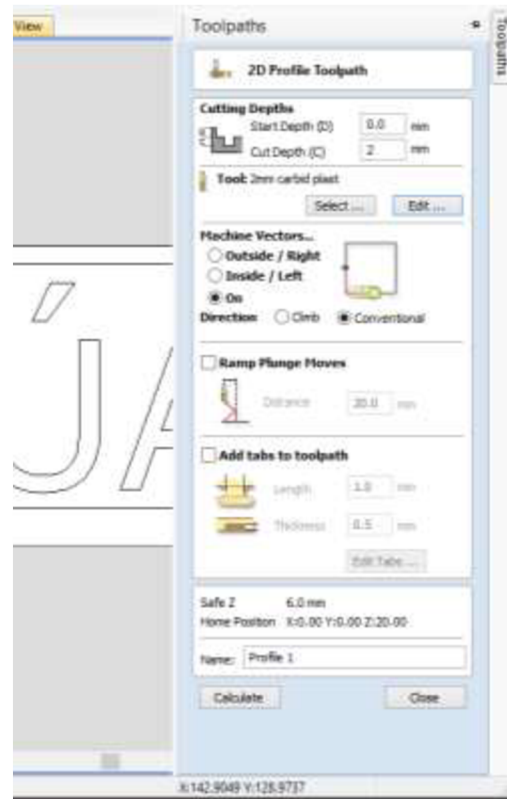 View
Toolpaths
Toolpaths
2D Profile Toolpath
Cutting Depths
Start Depth (D) 0.0 mm
Cut Depth (C) 2 mm
Tool: 2mm carbid plast
Select ... Edit ...
Machine Vectors...
Outside / Right
Inside / Left
On
Direction Climb Conventional
Ramp Plunge Moves
Distance 20.0 mm
Add tabs to toolpath
Length 1.0 mm
Thickness 0.5 mm
Edit Tabs ...
ÚA
Safe Z 6.0 mm
Home Position X:0.00 Y:0.00 Z:20.00
Name: Profile 1
Calculate Close
X:142.9049 Y:128.9737